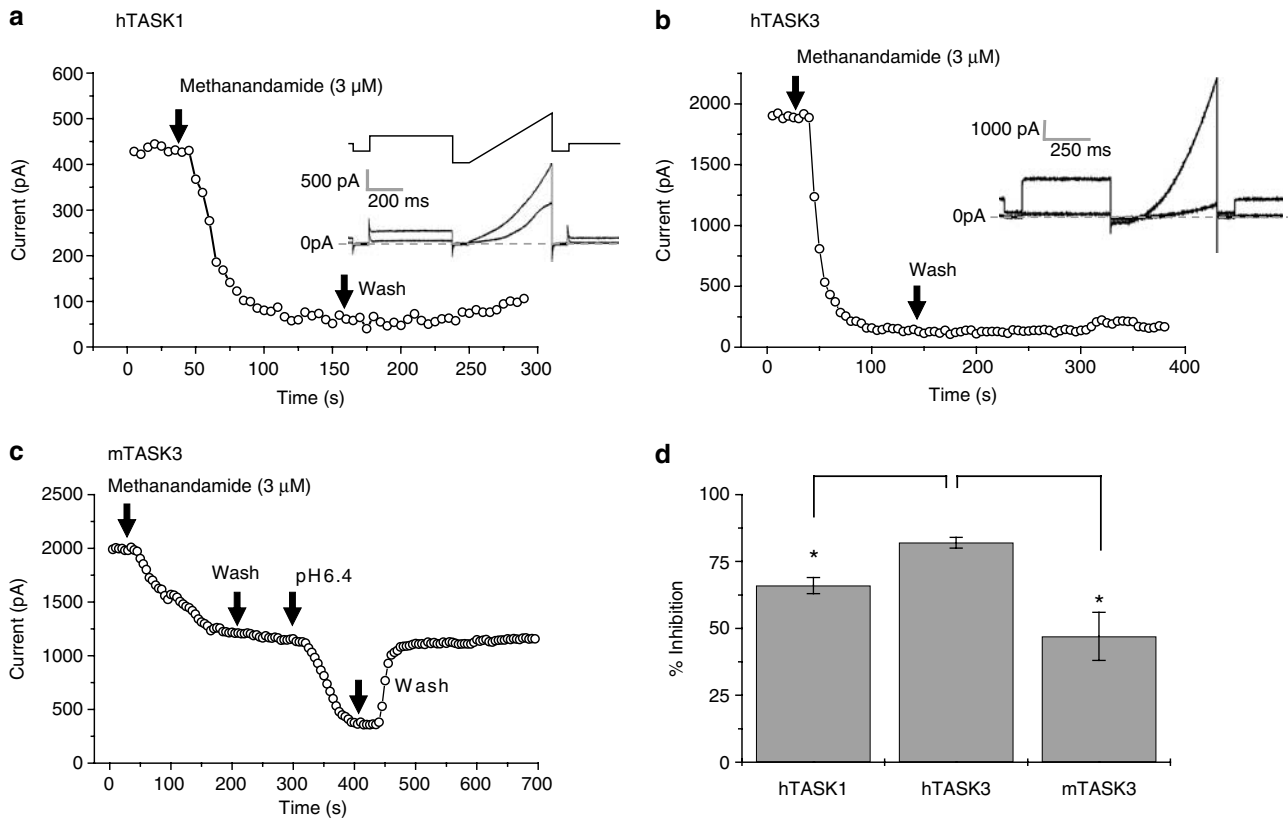 a
hTASK1
600
500
400
300
200
100
0
Current (pA)
Methanandamide (3 µM)
500 pA
200 ms
0pA
Wash
0 50 100 150 200 250 300
Time (s)
b
hTASK3
Methanandamide (3 µM)
2000
1500
1000
500
0
Current (pA)
1000 pA
250 ms
0pA
Wash
0 100 200 300 400
Time (s)
c
mTASK3
Methanandamide (3 µM)
2500
2000
1500
1000
500
0
Current (pA)
Wash
pH6.4
Wash
0 100 200 300 400 500 600 700
Time (s)
d
100
75
50
25
0
% Inhibition
*
*
hTASK1 hTASK3 mTASK3